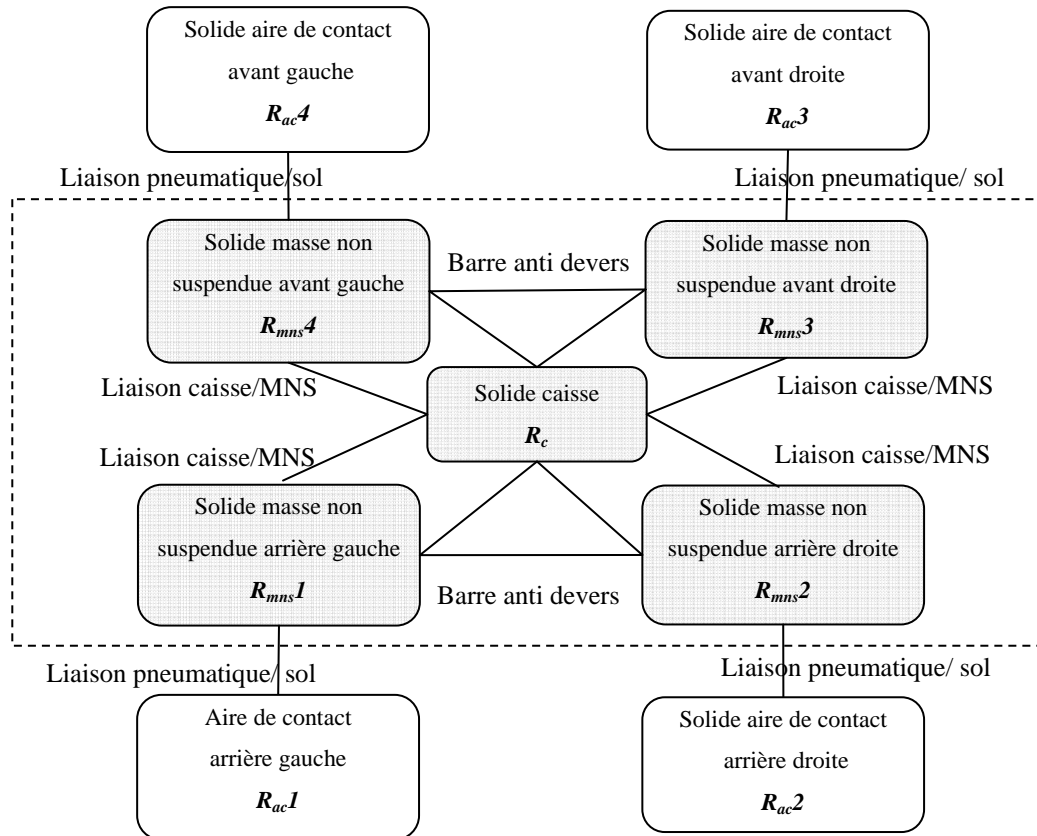 Solide aire de contact
avant gauche
Rac4
Solide aire de contact
avant droite
Rac3
Liaison pneumatique/sol
Liaison pneumatique/ sol
Solide masse non
suspendue avant gauche
Rmns4
Barre anti devers
Solide masse non
suspendue avant droite
Rmns3
Liaison caisse/MNS
Liaison caisse/MNS
Solide caisse
Rc
Liaison caisse/MNS
Liaison caisse/MNS
Solide masse non
suspendue arrière gauche
Rmns1
Barre anti devers
Solide masse non
suspendue arrière droite
Rmns2
Liaison pneumatique/ sol
Liaison pneumatique/ sol
Aire de contact
arrière gauche
Rac1
Solide aire de contact
arrière droite
Rac2